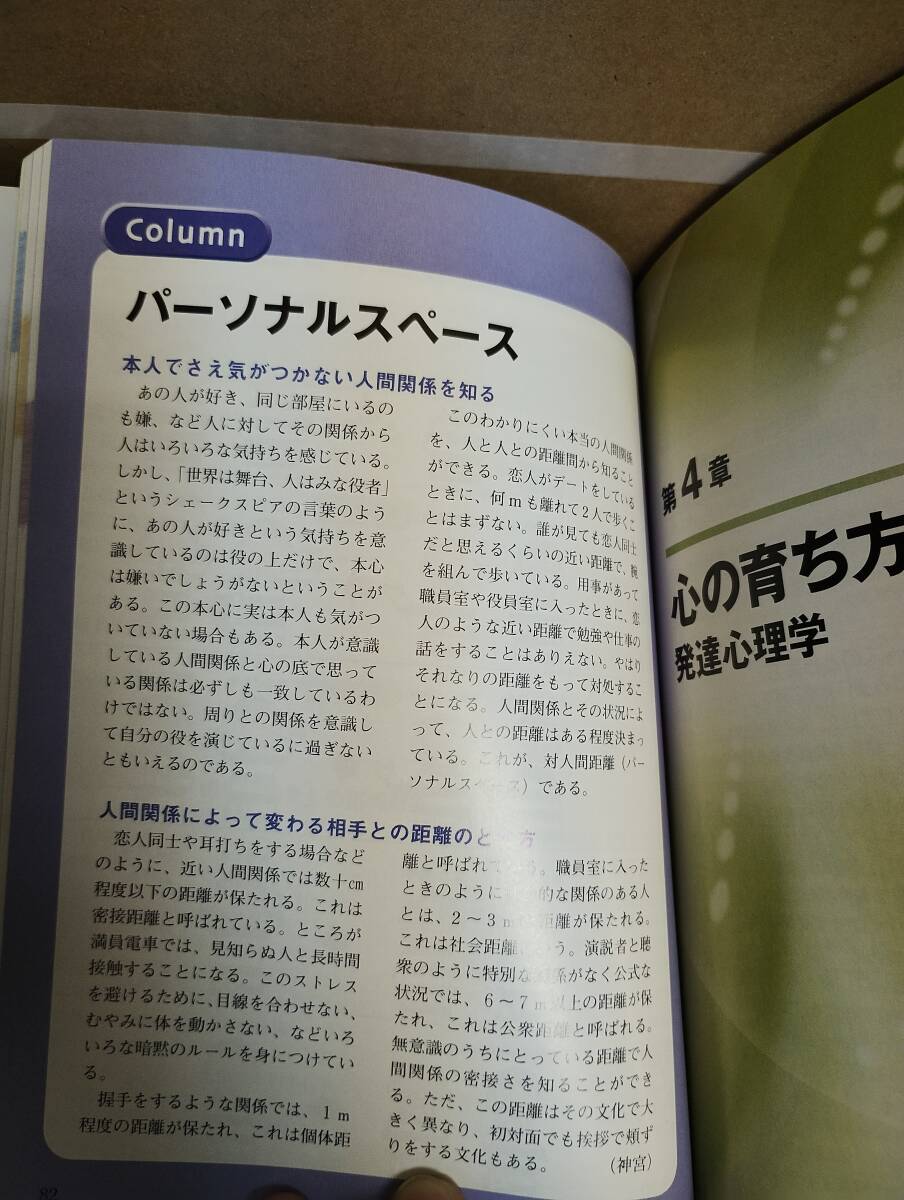 Column
パーソナルスペース
本人でさえ気がつかない人間関係を知る
あの人が好き、同じ部屋にいるの
も嫌、など人に対してその関係から
人はいろいろな気持ちを感じている。
しかし、「世界は舞台、人はみな役者」
というシェークスピアの言葉のよう
に、あの人が好きという気持ちを意
識しているのは役の上だけで、本心
は嫌いでしょうがないということが
ある。この本心に実は本人も気がつ
いていない場合もある。本人が意識
している人間関係と心の底で思って
いる関係は必ずしも一致しているわ
けではない。周りとの関係を意識し
て自分の役を演じているに過ぎない
ともいえるのである。
このわかりにくい本当の人間関係
を、人と人との距離間から知ること
ができる。恋人がデートをしている
ときに、何mも離れて2人で歩くこ
とはまずない。誰が見ても恋人同士
だと思えるくらいの近い距離で、腕
を組んで歩いている。用事があって
職員室や役員室に入ったときに、恋
人のような近い距離で勉強や仕事の
話をすることはありえない。やはり
それなりの距離をもって対処するこ
とになる。人間関係とその状況によ
って、人との距離はある程度決まっ
ている。これが、対人間距離（パー
ソナルスペース）である。
人間関係によって変わる相手との距離のと 方
恋人同士や耳打ちをする場合など
のように、近い人間関係では数十cm
程度以下の距離が保たれる。これは
密接距離と呼ばれている。ところが
満員電車では、見知らぬ人と長時間
接触することになる。このストレス
を避けるために、目線を合わせない、
むやみに体を動かさない、などいろ
いろな暗黙のルールを身につけてい
る。
握手をするような関係では、1m
程度の距離が保たれ、これは個体距
離と呼ばれて 。職員室に入った
ときのように 的な関係のある人
とは、2～3m 距離が保たれる。
これは社会距離 う。演説者と聴
衆のように特別な 係がなく公式な
状況では、6～7m以上の距離が保
たれ、これは公衆距離と呼ばれる。
無意識のうちにとっている距離で人
間関係の密接さを知ることができ
る。ただ、この距離はその文化で大
きく異なり、初対面でも挨拶で頬ず
りをする文化もある。 （神宮）
82
第4章
心の育ち方
発達心理学